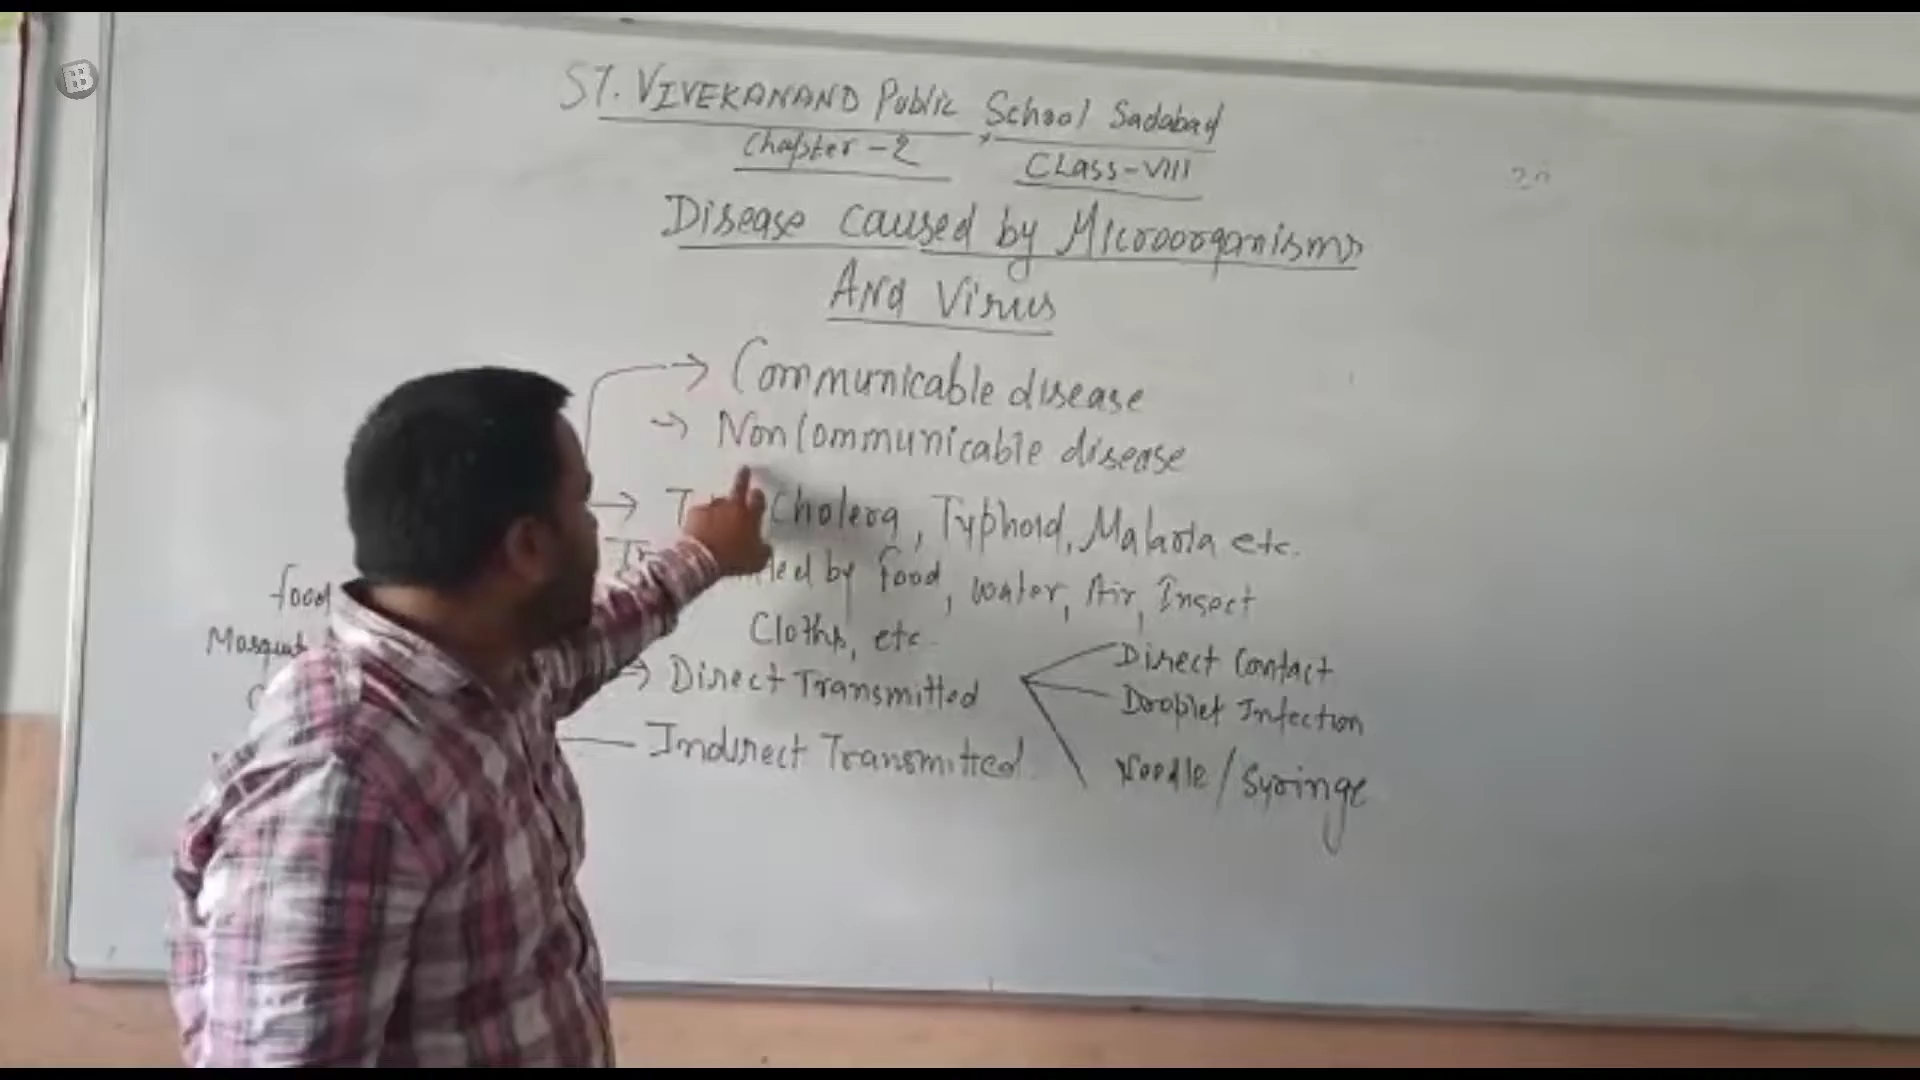 ST. VIVEKANAND Public School Sadabad
Chapter - 2 CLass-VIII
Disease caused by Microorganisms
And Virus
Communicable disease
Non Communicable disease
Cholera, Typhoid, Malaria etc.
by food, water, Air, Insect
food
Cloths, etc.
Direct Contact
Direct Transmitted
Droplet Infection
Indirect Transmitted
Needle / Syringe